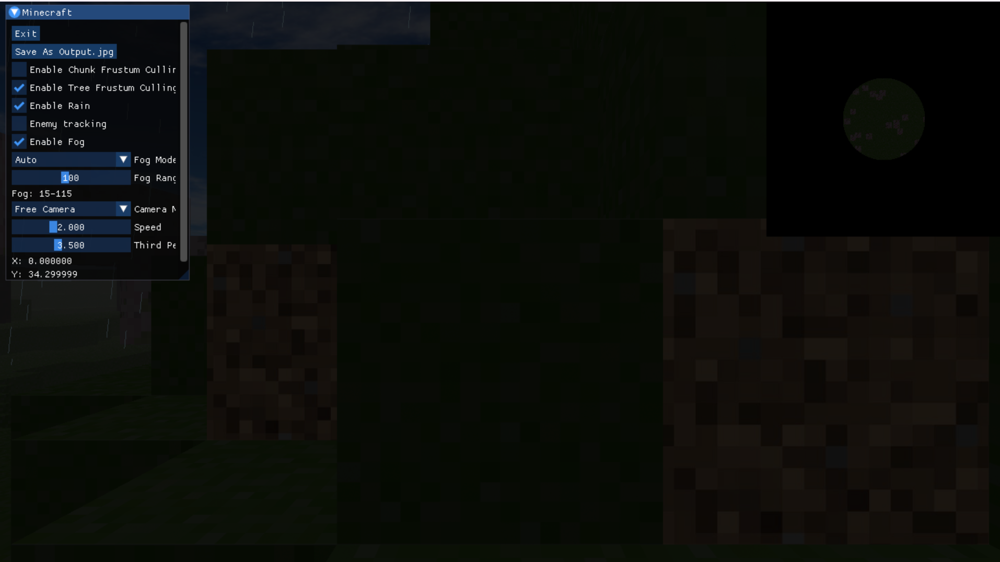 Minecraft
Exit
Save As Output.jpg
Enable Chunk Frustum Cullin
Enable Tree Frustum Culling
Enable Rain
Enemy tracking
Enable Fog
Auto Fog Mode
100 Fog Rang
Fog: 15-115
Free Camera Camera M
2.000 Speed
3.500 Third Pe
X: 0.000000
Y: 34.299999